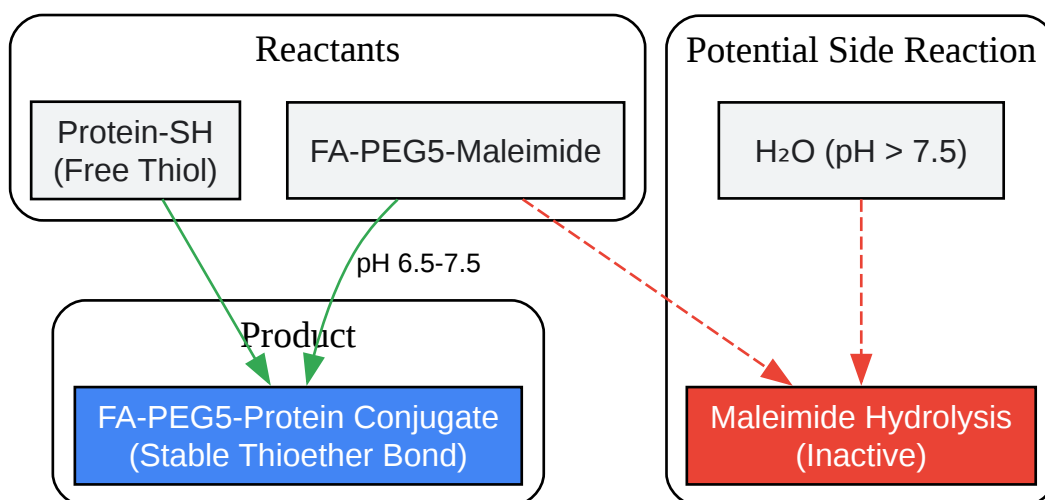 Reactants
Protein-SH
(Free Thiol)
FA-PEG5-Maleimide
pH 6.5-7.5
Product
FA-PEG5-Protein Conjugate
(Stable Thioether Bond)
Potential Side Reaction
H₂O (pH > 7.5)
Maleimide Hydrolysis
(Inactive)